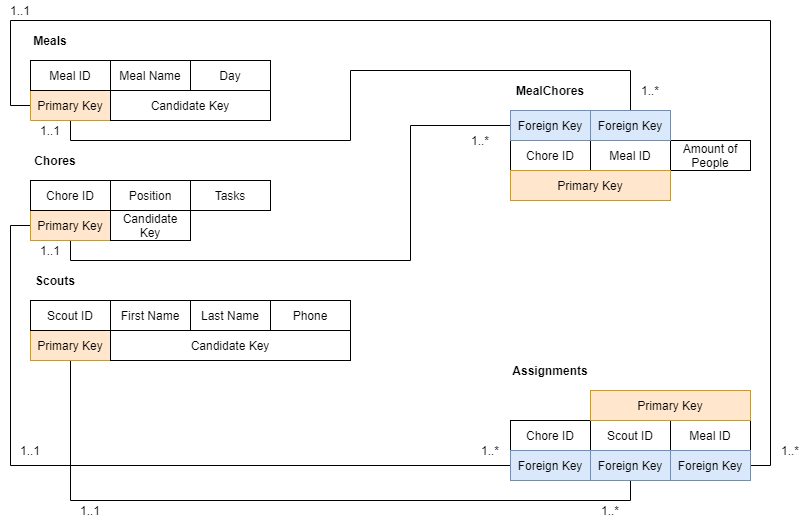 1..1
Meals
Meal ID Meal Name Day
Primary Key Candidate Key
1..1
MealChores
1..*
Foreign Key Foreign Key
1..*
Chore ID Meal ID Amount of
People
Primary Key
Chores
Chore ID Position Tasks
Primary Key Candidate
Key
1..1
Scouts
Scout ID First Name Last Name Phone
Primary Key Candidate Key
Assignments
Primary Key
Chore ID Scout ID Meal ID
1..1
1..*
Foreign Key Foreign Key Foreign Key
1..*
1..1
1..*